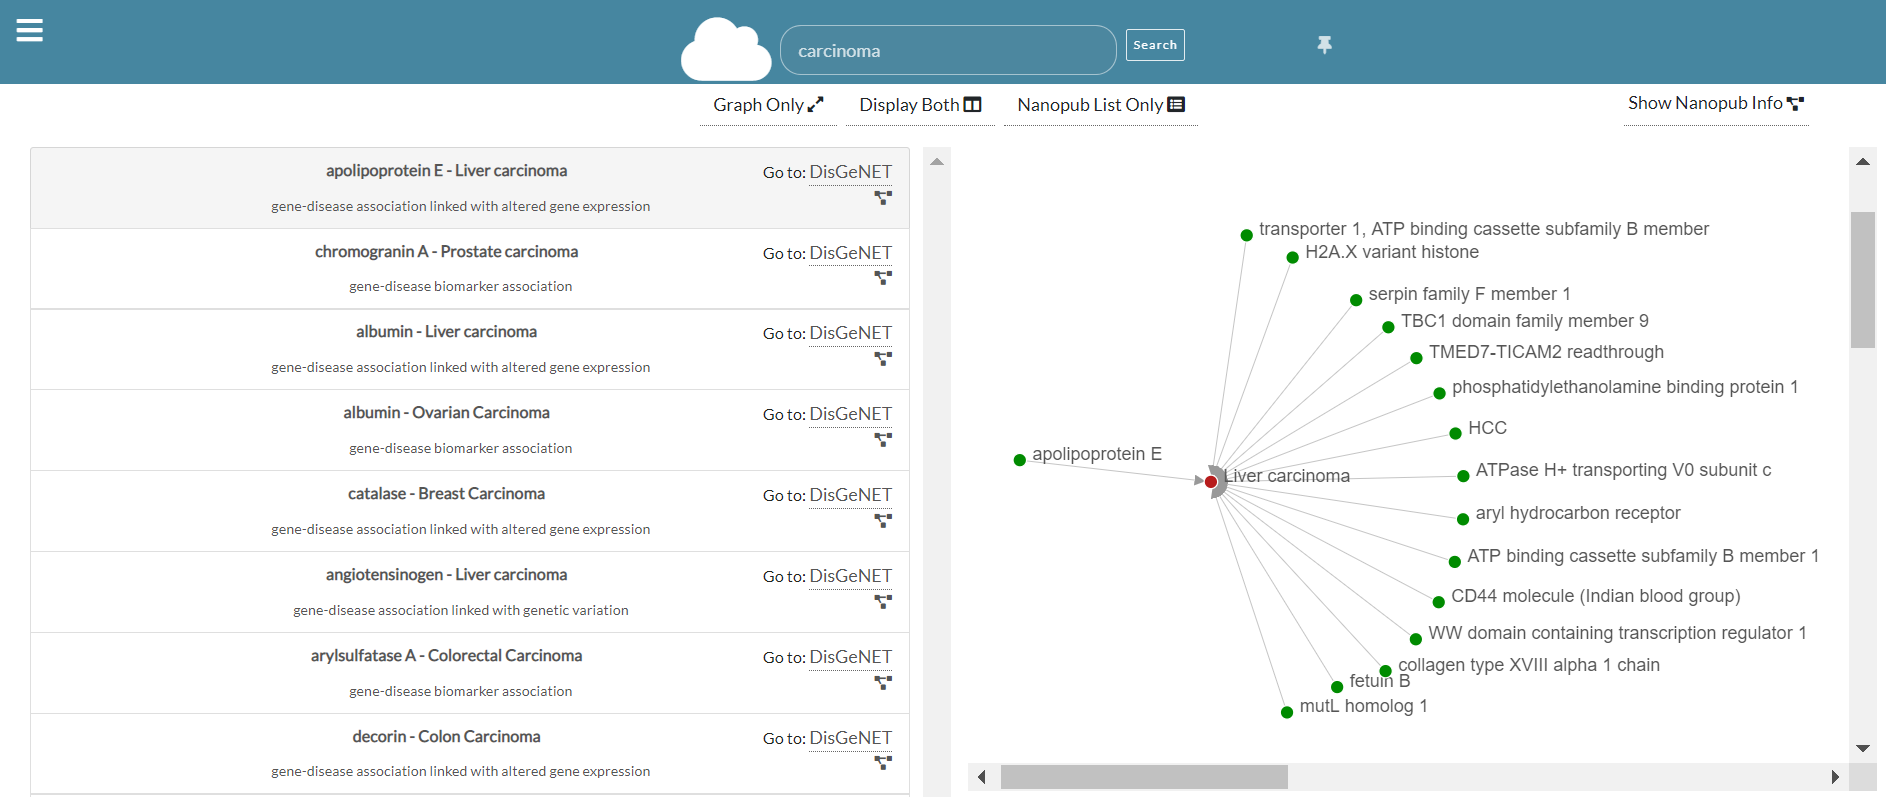 carcinoma
Search
Graph Only
Display Both
Nanopub List Only
Show Nanopub Info
apolipoprotein E - Liver carcinoma
Go to: DisGeNET
gene-disease association linked with altered gene expression
chromogranin A - Prostate carcinoma
Go to: DisGeNET
gene-disease biomarker association
albumin - Liver carcinoma
Go to: DisGeNET
gene-disease association linked with altered gene expression
albumin - Ovarian Carcinoma
Go to: DisGeNET
gene-disease biomarker association
catalase - Breast Carcinoma
Go to: DisGeNET
gene-disease association linked with altered gene expression
angiotensinogen - Liver carcinoma
Go to: DisGeNET
gene-disease association linked with genetic variation
arylsulfatase A - Colorectal Carcinoma
Go to: DisGeNET
gene-disease biomarker association
decorin - Colon Carcinoma
Go to: DisGeNET
gene-disease association linked with altered gene expression
transporter 1, ATP binding cassette subfamily B member
H2A.X variant histone
serpin family F member 1
TBC1 domain family member 9
TMED7-TICAM2 readthrough
phosphatidylethanolamine binding protein 1
HCC
apolipoprotein E
Liver carcinoma
ATPase H+ transporting V0 subunit c
aryl hydrocarbon receptor
ATP binding cassette subfamily B member 1
CD44 molecule (Indian blood group)
WW domain containing transcription regulator 1
collagen type XVIII alpha 1 chain
fetuin B
mutL homolog 1